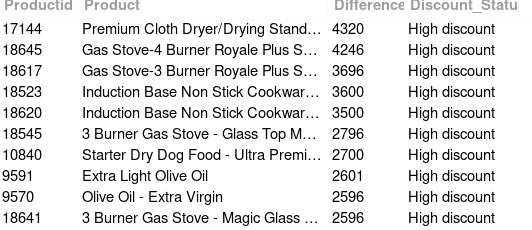 Productid Product Difference Discount_Statu
17144 Premium Cloth Dryer/Drying Stand... 4320 High discount
18645 Gas Stove-4 Burner Royale Plus S... 4246 High discount
18617 Gas Stove-3 Burner Royale Plus S... 3696 High discount
18523 Induction Base Non Stick Cookwar... 3600 High discount
18620 Induction Base Non Stick Cookwar... 3500 High discount
18545 3 Burner Gas Stove - Glass Top M... 2796 High discount
10840 Starter Dry Dog Food - Ultra Premi... 2700 High discount
9591 Extra Light Olive Oil 2601 High discount
9570 Olive Oil - Extra Virgin 2596 High discount
18641 3 Burner Gas Stove - Magic Glass ... 2596 High discount